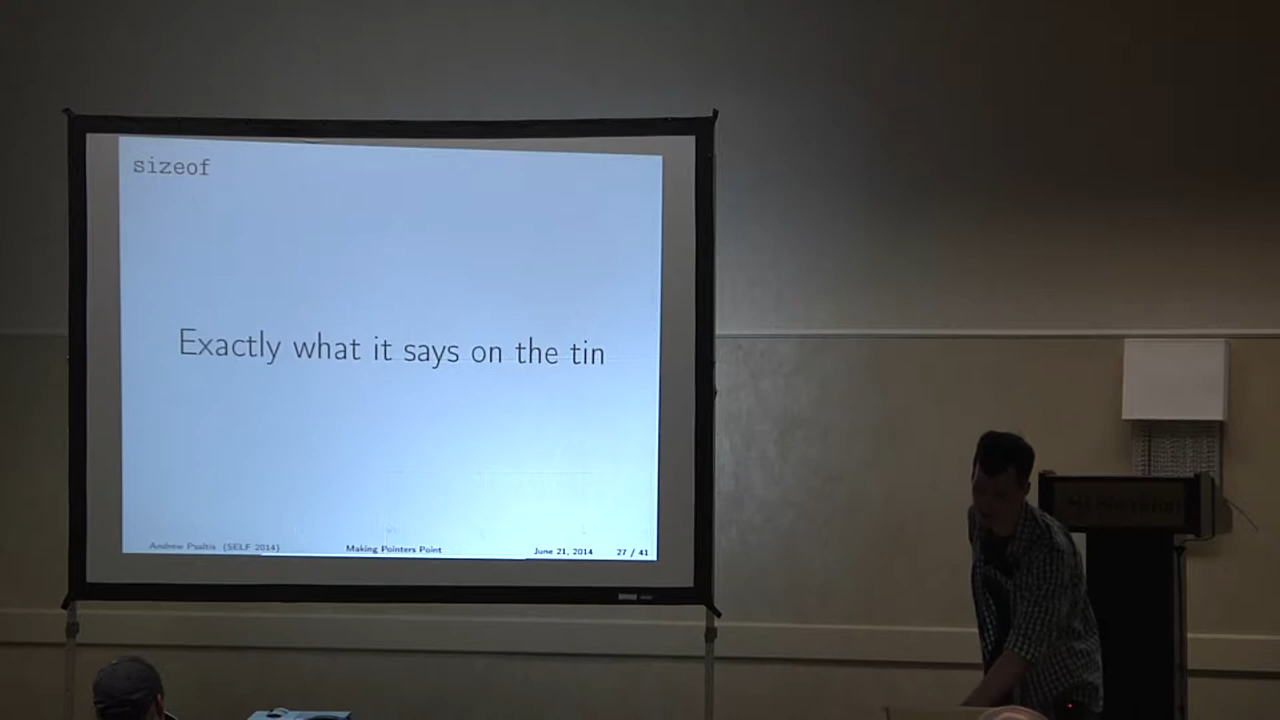 sizeof
Exactly what it says on the tin
Andrew Psaltis (SELF 2014) Making Pointers Point June 21, 2014 27 / 41